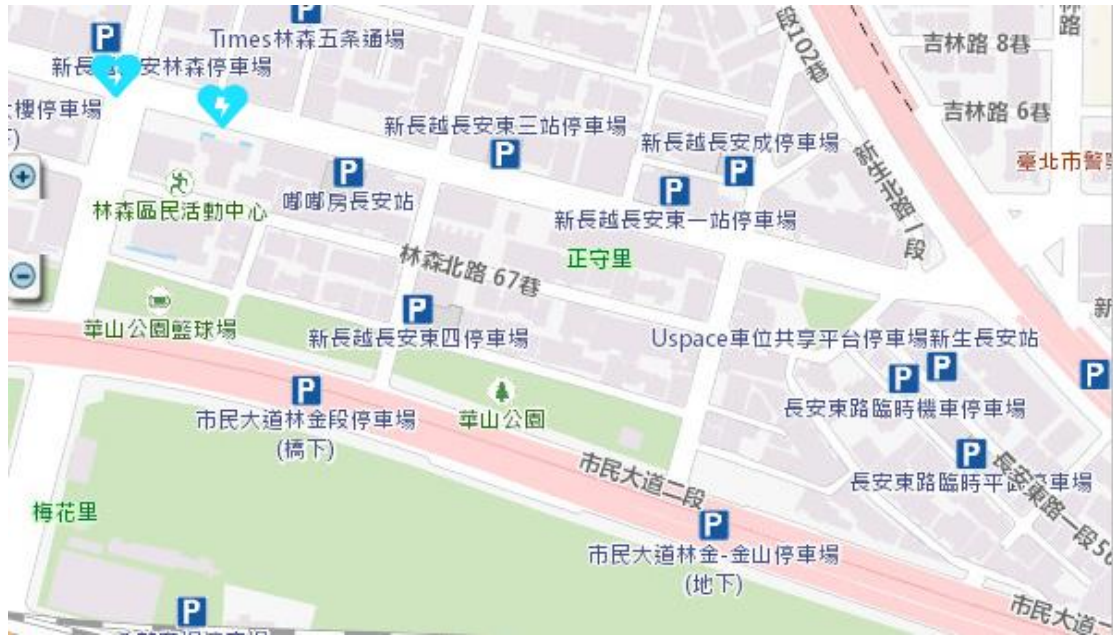 Times林森五条通場
段102巷
吉林路 8巷
路
新長越長安林森停車場
樓停車場
吉林路 6巷
新長越長安東三站停車場
新長越長安成停車場
臺北市警
嘟嘟房長安站
林森區民活動中心
新長越長安東一站停車場
新生北路一段
林森北路 67巷
正守里
新
華山公園籃球場
新長越長安東四停車場
Uspace車位共享平台停車場新生長安站
市民大道林金段停車場
(橋下)
華山公園
長安東路臨時機車停車場
市民大道二段
長安東路臨時平面停車場
長安東路一段50
梅花里
市民大道林金-金山停車場
(地下)
市民大道